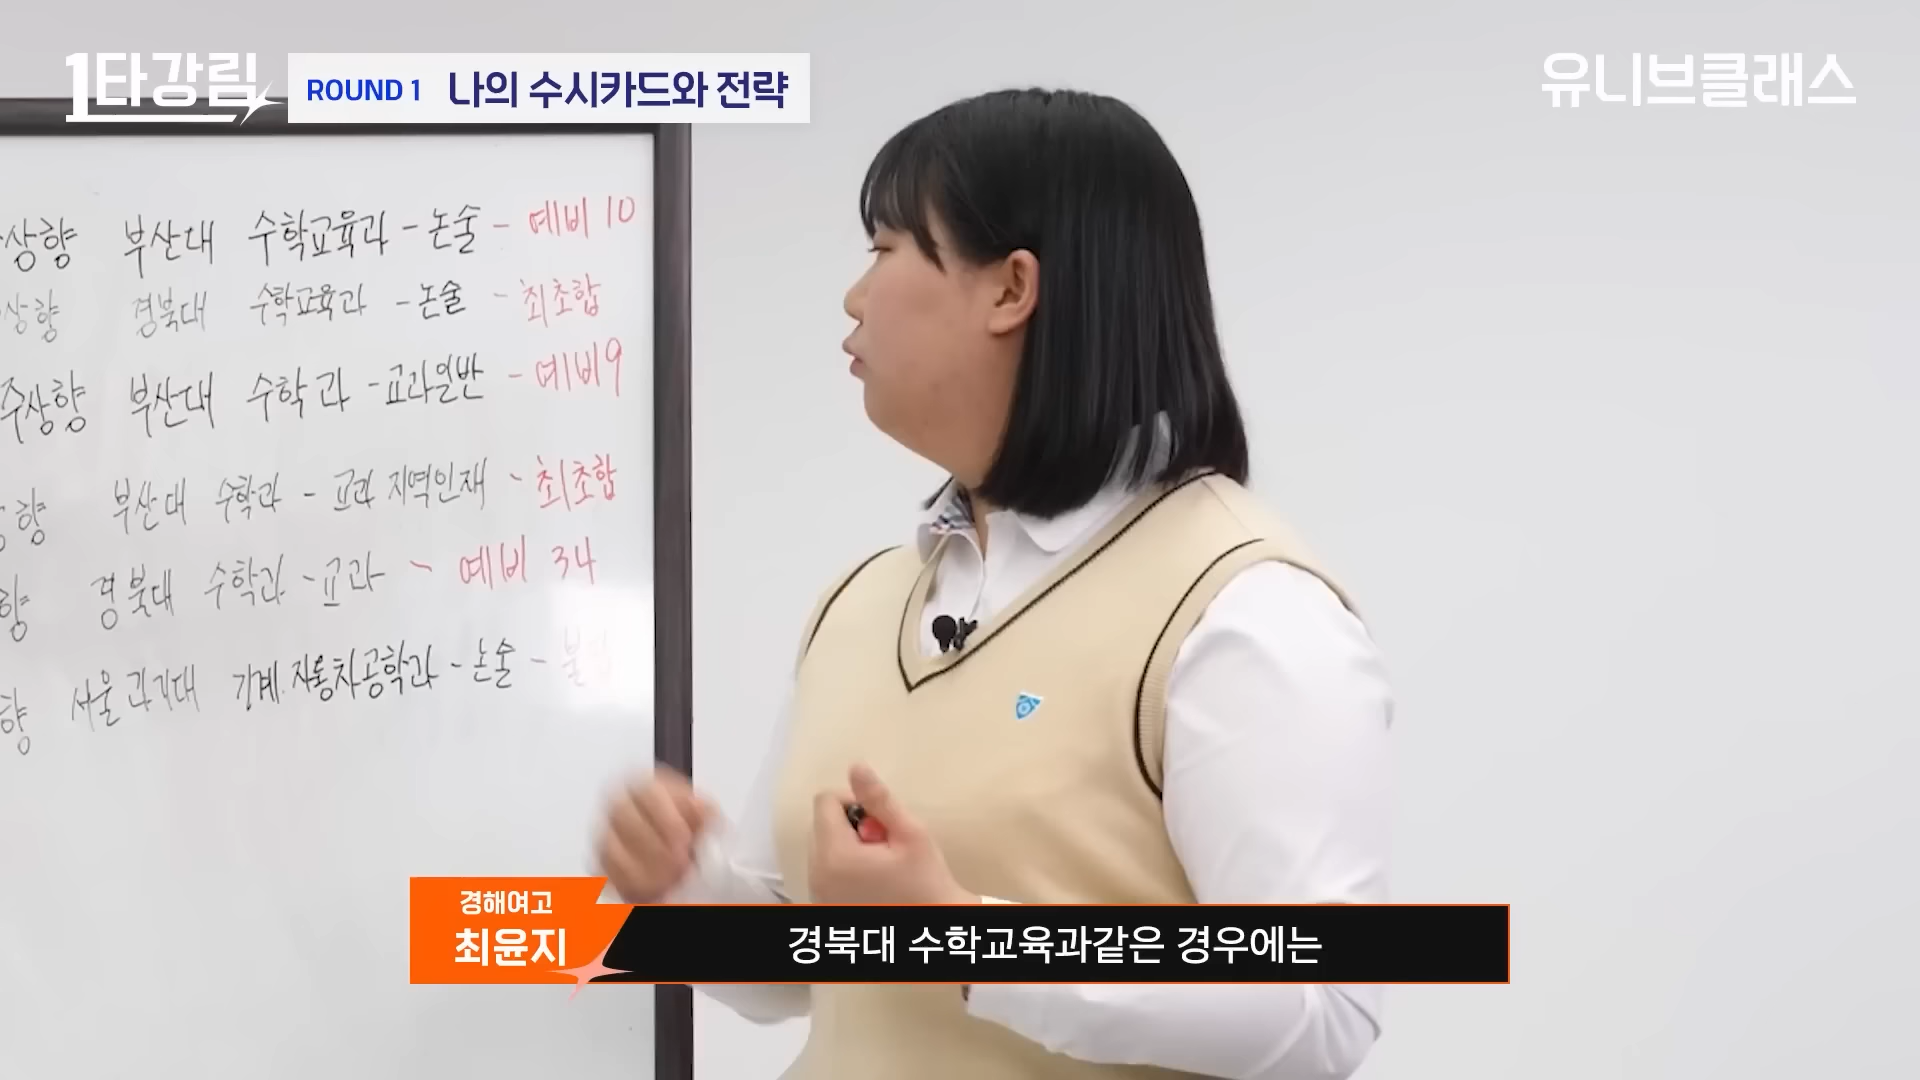 1타강림
ROUND 1 나의 수시카드와 전략
유니브클래스
상향 부산대 수학교육과 - 논술 - 예비 10
상향 경북대 수학교육과 - 논술 - 최초합
주상향 부산대 수학과 - 교과일반 - 예비9
향 부산대 수학과 - 교과 지역인재 - 최초합
향 경북대 수학과 - 교과 - 예비 34
향 서울과기대 기계.자동차공학과 - 논술 - 불합
경해여고
최윤지
경북대 수학교육과같은 경우에는